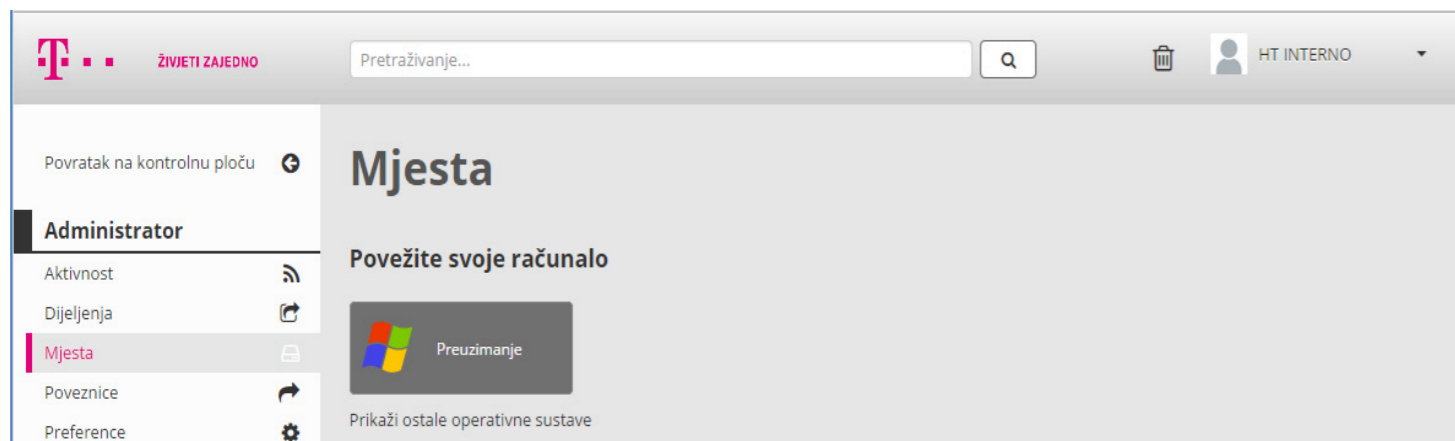 T ŽIVJETI ZAJEDNO
Pretraživanje...
HT INTERNO
Povratak na kontrolnu ploču
Administrator
Aktivnost
Dijeljenja
Mjesta
Poveznice
Preference
Mjesta
Povežite svoje računalo
Preuzimanje
Prikaži ostale operativne sustave